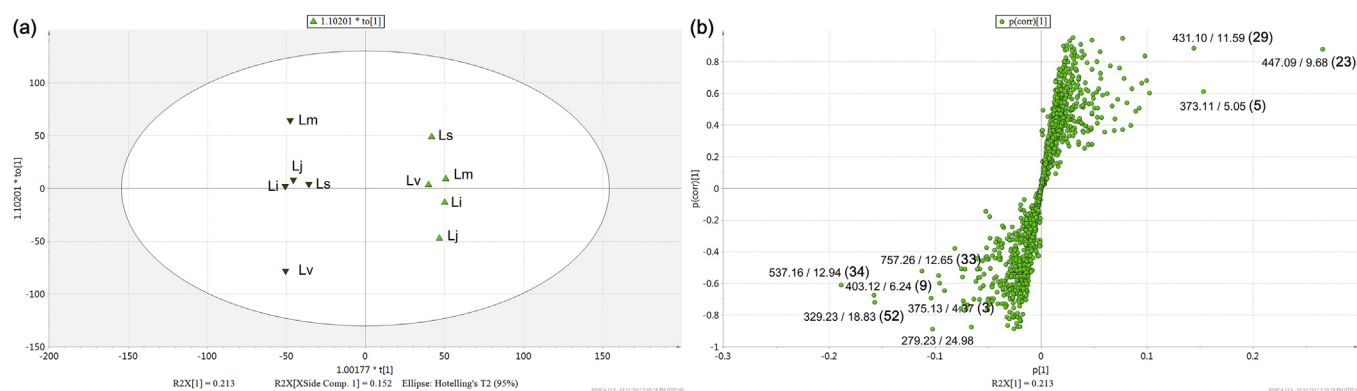 (a)
1.10201 * to[1]
1.10201 * to[1]
100
50
0
-50
-100
-150
Lm
Ls
Lj
Li
Ls
Lv
Lm
Li
Lj
Lv
-200
-150
-100
-50
0
50
100
150
1.00177 * t[1]
R2X[1] = 0.213
R2X[XSide Comp. 1] = 0.152
Ellipse: Hotelling's T2 (95%)
(b)
p(corr)[1]
p(corr)[1]
0.8
0.6
0.4
0.2
0
-0.2
-0.4
-0.6
-0.8
-1
431.10 / 11.59 (29)
447.09 / 9.68 (23)
373.11 / 5.05 (5)
757.26 / 12.65 (33)
537.16 / 12.94 (34)
403.12 / 6.24 (9)
375.13 / 4.37 (3)
329.23 / 18.83 (52)
279.23 / 24.98
-0.3
-0.2
-0.1
0
0.1
0.2
p[1]
R2X[1] = 0.213